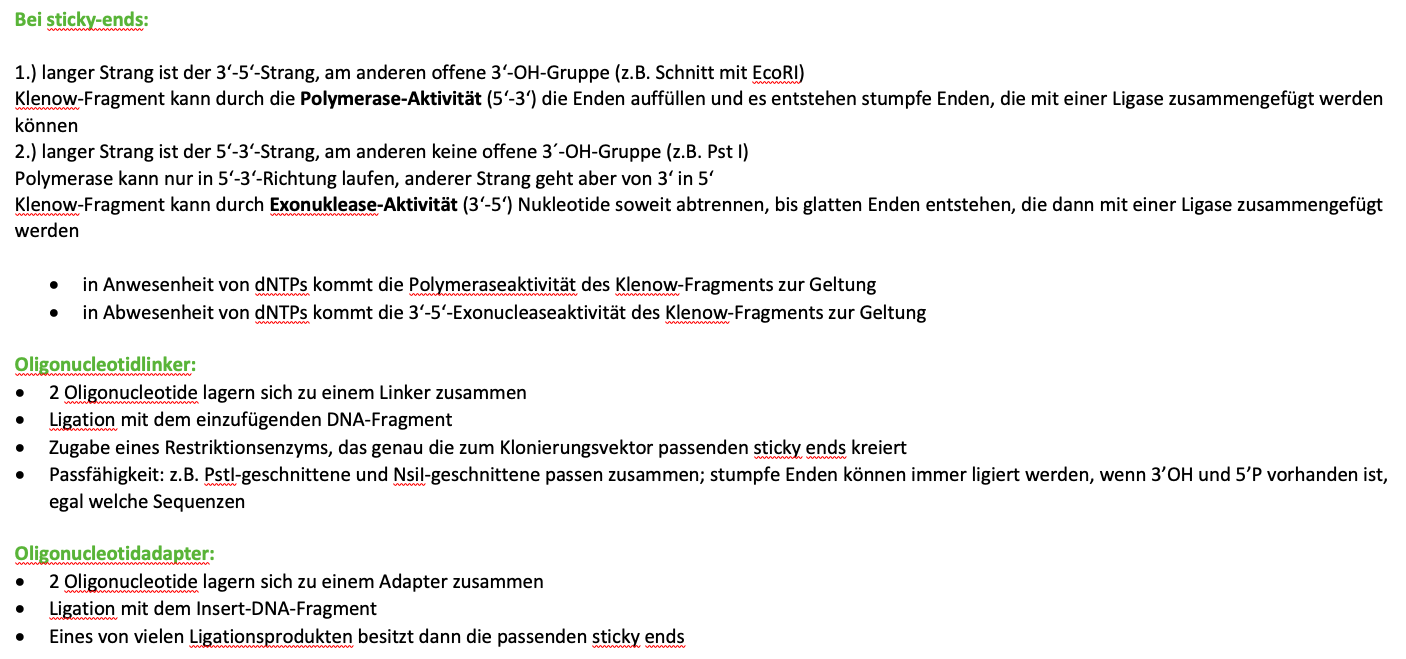 Bei sticky-ends:
1.) langer Strang ist der 3‘-5‘-Strang, am anderen offene 3‘-OH-Gruppe (z.B. Schnitt mit EcoRI)
Klenow-Fragment kann durch die Polymerase-Aktivität (5‘-3‘) die Enden auffüllen und es entstehen stumpfe Enden, die mit einer Ligase zusammengefügt werden
können
2.) langer Strang ist der 5‘-3‘-Strang, am anderen keine offene 3´-OH-Gruppe (z.B. Pst I)
Polymerase kann nur in 5‘-3‘-Richtung laufen, anderer Strang geht aber von 3‘ in 5‘
Klenow-Fragment kann durch Exonuklease-Aktivität (3‘-5‘) Nukleotide soweit abtrennen, bis glatten Enden entstehen, die dann mit einer Ligase zusammengefügt
werden
• in Anwesenheit von dNTPs kommt die Polymeraseaktivität des Klenow-Fragments zur Geltung
• in Abwesenheit von dNTPs kommt die 3‘-5‘-Exonucleaseaktivität des Klenow-Fragments zur Geltung
Oligonucleotidlinker:
• 2 Oligonucleotide lagern sich zu einem Linker zusammen
• Ligation mit dem einzufügenden DNA-Fragment
• Zugabe eines Restriktionsenzyms, das genau die zum Klonierungsvektor passenden sticky ends kreiert
• Passfähigkeit: z.B. PstI-geschnittene und NsiI-geschnittene passen zusammen; stumpfe Enden können immer ligiert werden, wenn 3’OH und 5’P vorhanden ist,
egal welche Sequenzen
Oligonucleotidadapter:
• 2 Oligonucleotide lagern sich zu einem Adapter zusammen
• Ligation mit dem Insert-DNA-Fragment
• Eines von vielen Ligationsprodukten besitzt dann die passenden sticky ends